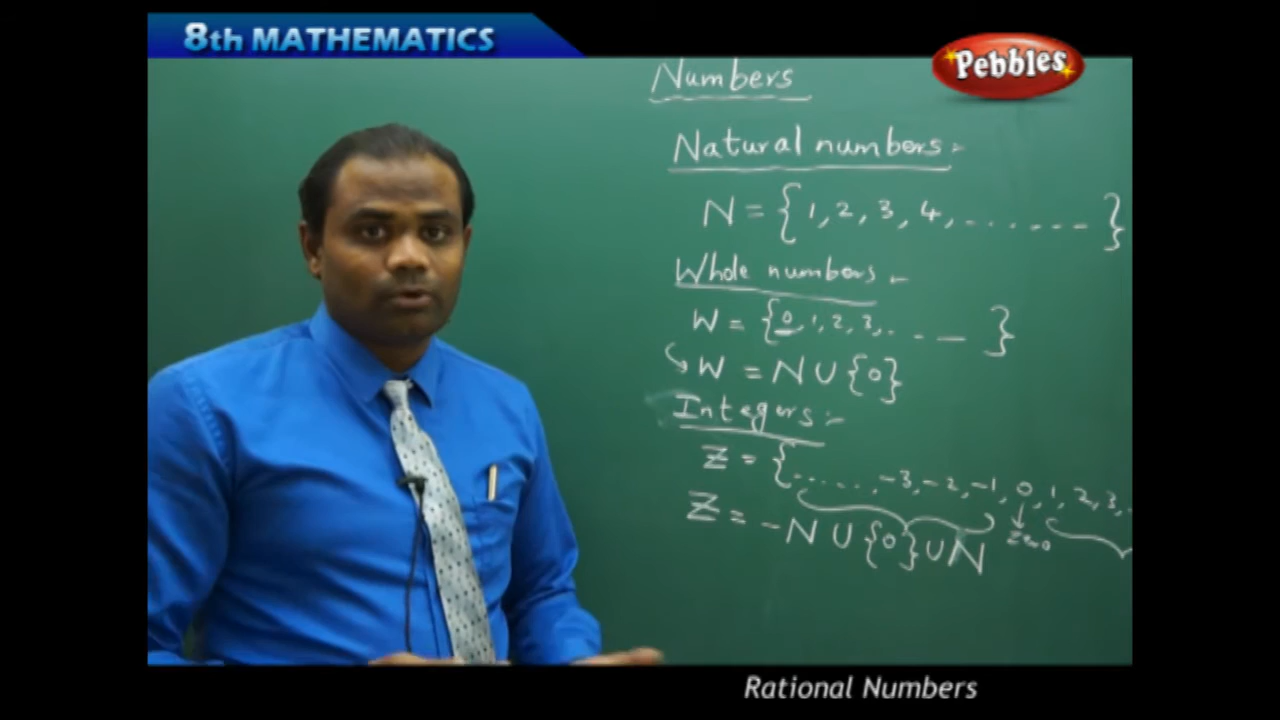 8th MATHEMATICS
Pebbles
Numbers
Natural numbers :-
N = { 1, 2, 3, 4, . . . . . . . }
Whole numbers :-
W = { 0, 1, 2, 3, . . . — }
W = N U {0}
Integers :-
Z = { . . . . . , -3, -2, -1, 0, 1, 2, 3, .
Zero
Z = -N U {0} U N
Rational Numbers